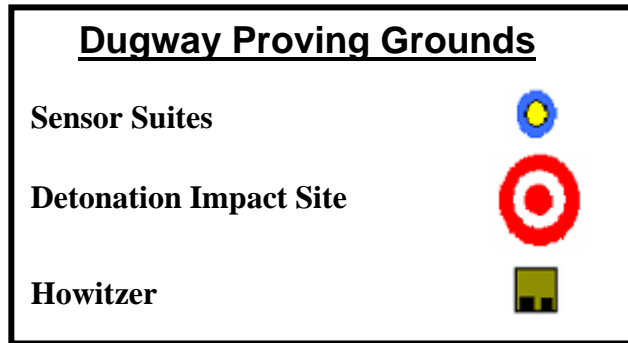 Dugway Proving Grounds
Sensor Suites
Detonation Impact Site
Howitzer